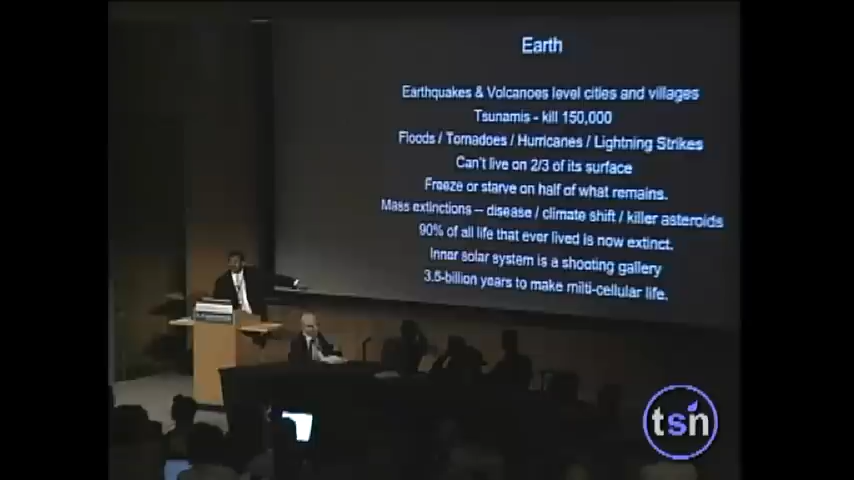 Earth
Earthquakes & Volcanoes level cities and villages
Tsunamis - kill 150,000
Floods / Tornadoes / Hurricanes / Lightning Strikes
Can't live on 2/3 of its surface
Freeze or starve on half of what remains.
Mass extinctions – disease / climate shift / killer asteroids
90% of all life that ever lived is now extinct.
Inner solar system is a shooting gallery
3.5-billion years to make milti-cellular life.
tsn